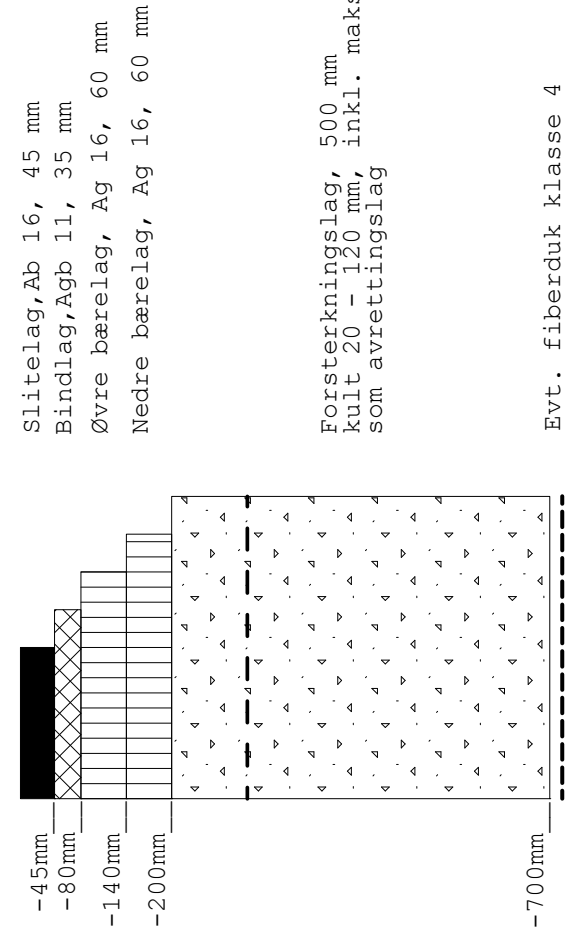 Slitelag,Ab 16, 45 mm
Bindlag,Agb 11, 35 mm
Øvre bærelag, Ag 16, 60 mm
Nedre bærelag, Ag 16, 60 mm
Forsterkningslag, 500 mm
kult 20 - 120 mm, inkl. maks
som avrettingslag
Evt. fiberduk klasse 4
-45mm
-80mm
-140mm
-200mm
-700mm